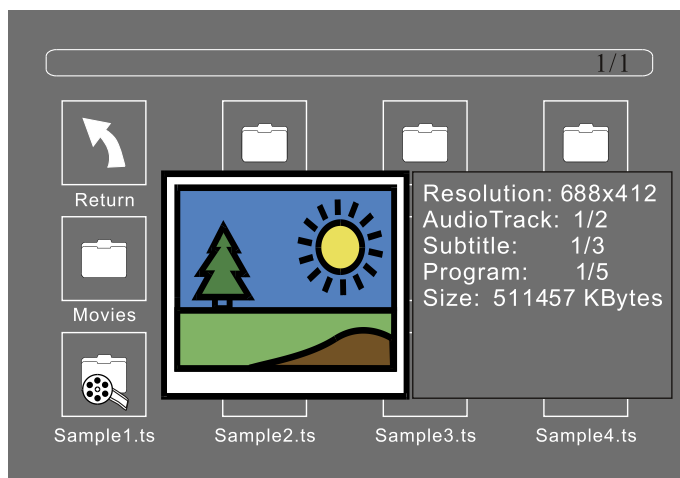 1/1
Return
Resolution: 688x412
AudioTrack: 1/2
Subtitle: 1/3
Program: 1/5
Size: 511457 KBytes
Movies
Sample1.ts Sample2.ts Sample3.ts Sample4.ts